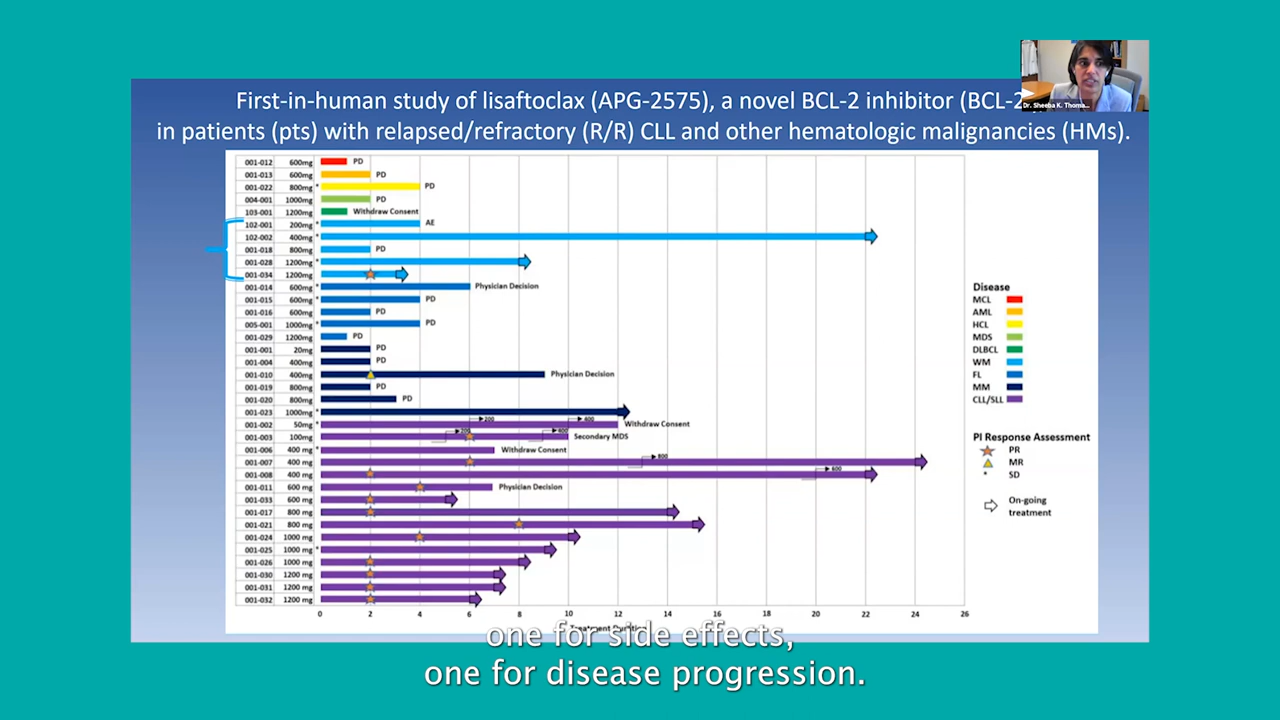 First-in-human study of lisaftoclax (APG-2575), a novel BCL-2 inhibitor (BCL-2
in patients (pts) with relapsed/refractory (R/R) CLL and other hematologic malignancies (HMs).
Dr. Sheeba K. Thoma...
001-012 600mg PD
001-013 600mg PD
001-022 800mg * PD
004-001 1000mg PD
103-001 1200mg Withdraw Consent
102-001 200mg * AE
102-002 400mg *
001-018 800mg PD
001-028 1200mg *
001-034 1200mg
001-014 600mg * Physician Decision
001-015 600mg * PD
001-016 600mg PD
005-001 1000mg * PD
001-029 1200mg PD
001-001 20mg PD
001-004 400mg PD
001-010 400mg Physician Decision
001-019 800mg PD
001-020 800mg PD
001-023 1000mg *
001-002 50mg * 200 400 Withdraw Consent
001-003 100mg 200 400 Secondary MDS
001-006 400 mg * Withdraw Consent
001-007 400 mg 800
001-008 400 mg 600
001-011 600 mg Physician Decision
001-033 600 mg
001-017 800 mg
001-021 800 mg
001-024 1000 mg
001-025 1000 mg *
001-026 1000 mg
001-030 1200 mg
001-031 1200 mg
001-032 1200 mg
0 2 4 6 8 10 12 14 16 18 20 22 24 26
Treatment Duration
Disease
MCL
AML
HCL
MDS
DLBCL
WM
FL
MM
CLL/SLL
PI Response Assessment
PR
MR
* SD
On-going
treatment
one for side effects,
one for disease progression.